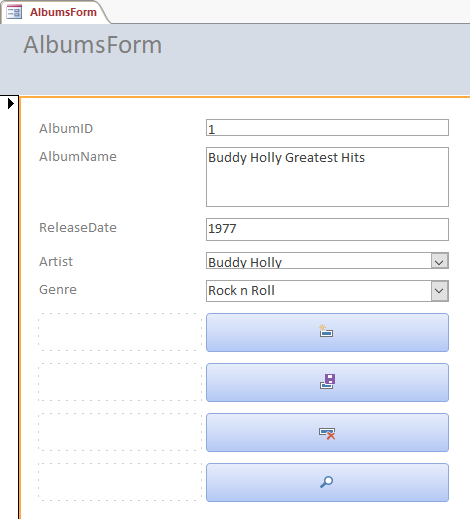 AlbumsForm
AlbumsForm
AlbumID 1
AlbumName Buddy Holly Greatest Hits
ReleaseDate 1977
Artist Buddy Holly
Genre Rock n Roll